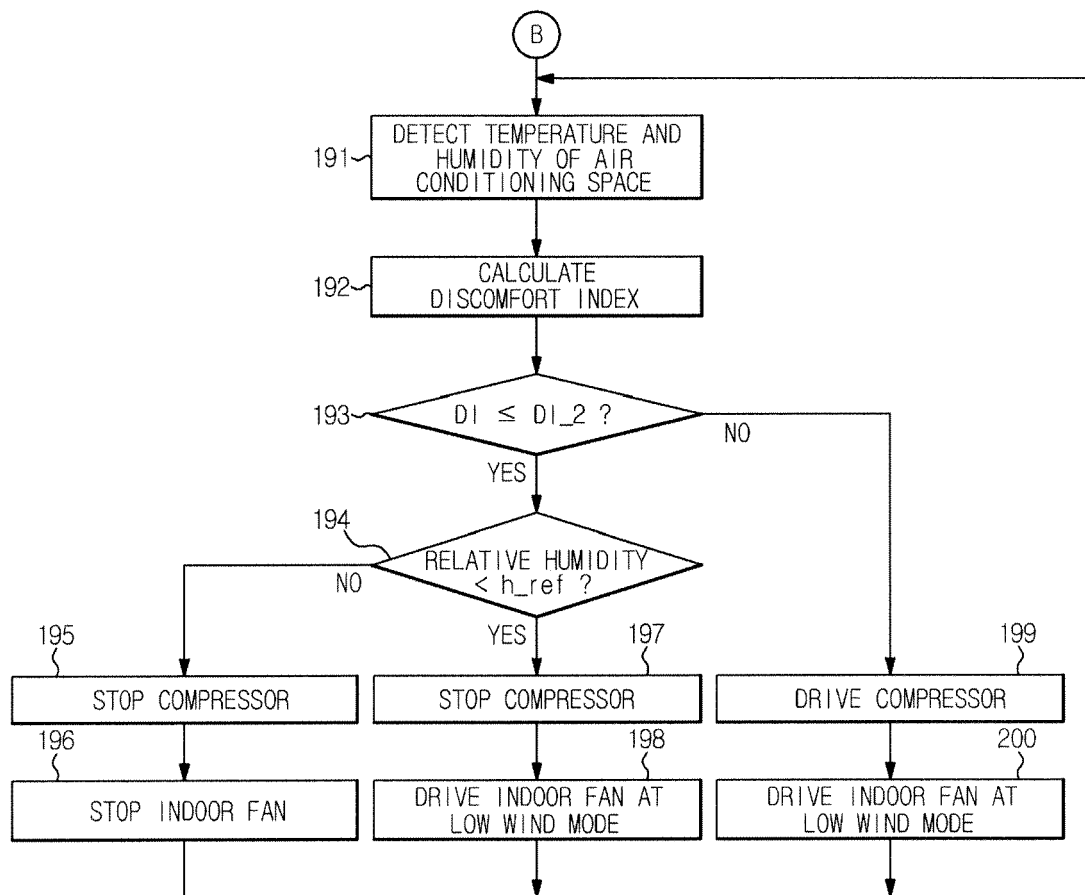 B
191
DETECT TEMPERATURE AND
HUMIDITY OF AIR
CONDITIONING SPACE
192
CALCULATE
DISCOMFORT INDEX
193
DI ≤ DI_2 ?
NO
YES
194
RELATIVE HUMIDITY
< h_ref ?
NO
YES
195
STOP COMPRESSOR
197
STOP COMPRESSOR
199
DRIVE COMPRESSOR
196
STOP INDOOR FAN
198
DRIVE INDOOR FAN AT
LOW WIND MODE
200
DRIVE INDOOR FAN AT
LOW WIND MODE